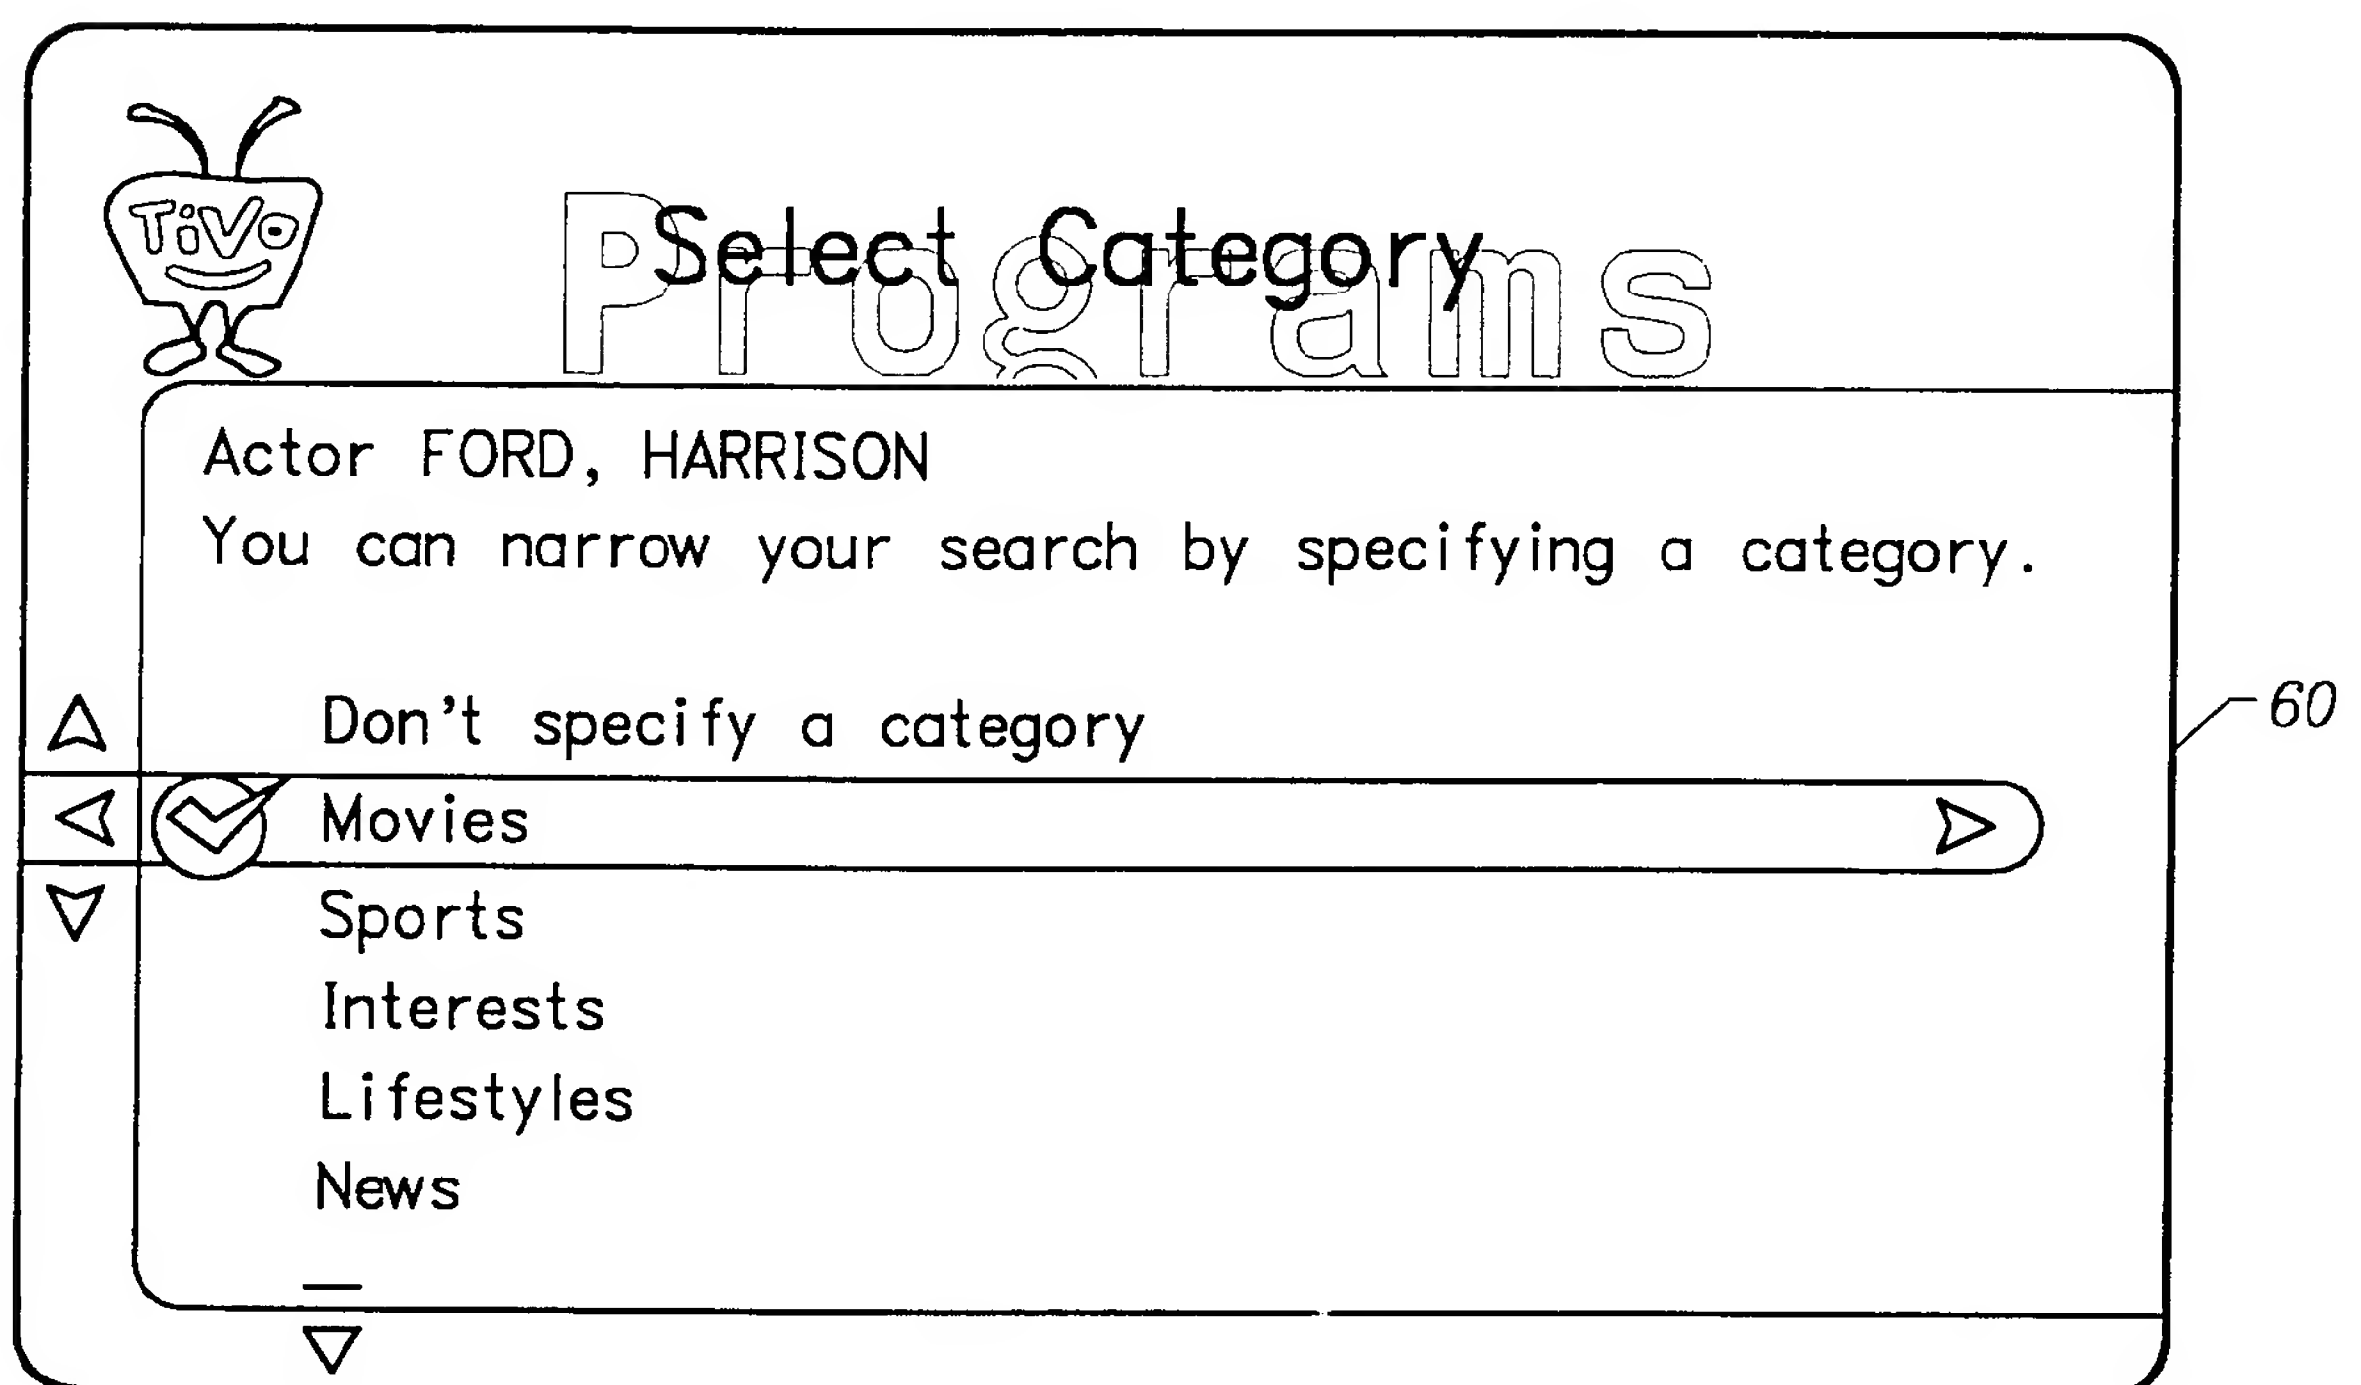 TiVo
Programs
Select Category
Actor FORD, HARRISON
You can narrow your search by specifying a category.
Don't specify a category
Movies
Sports
Interests
Lifestyles
News
60